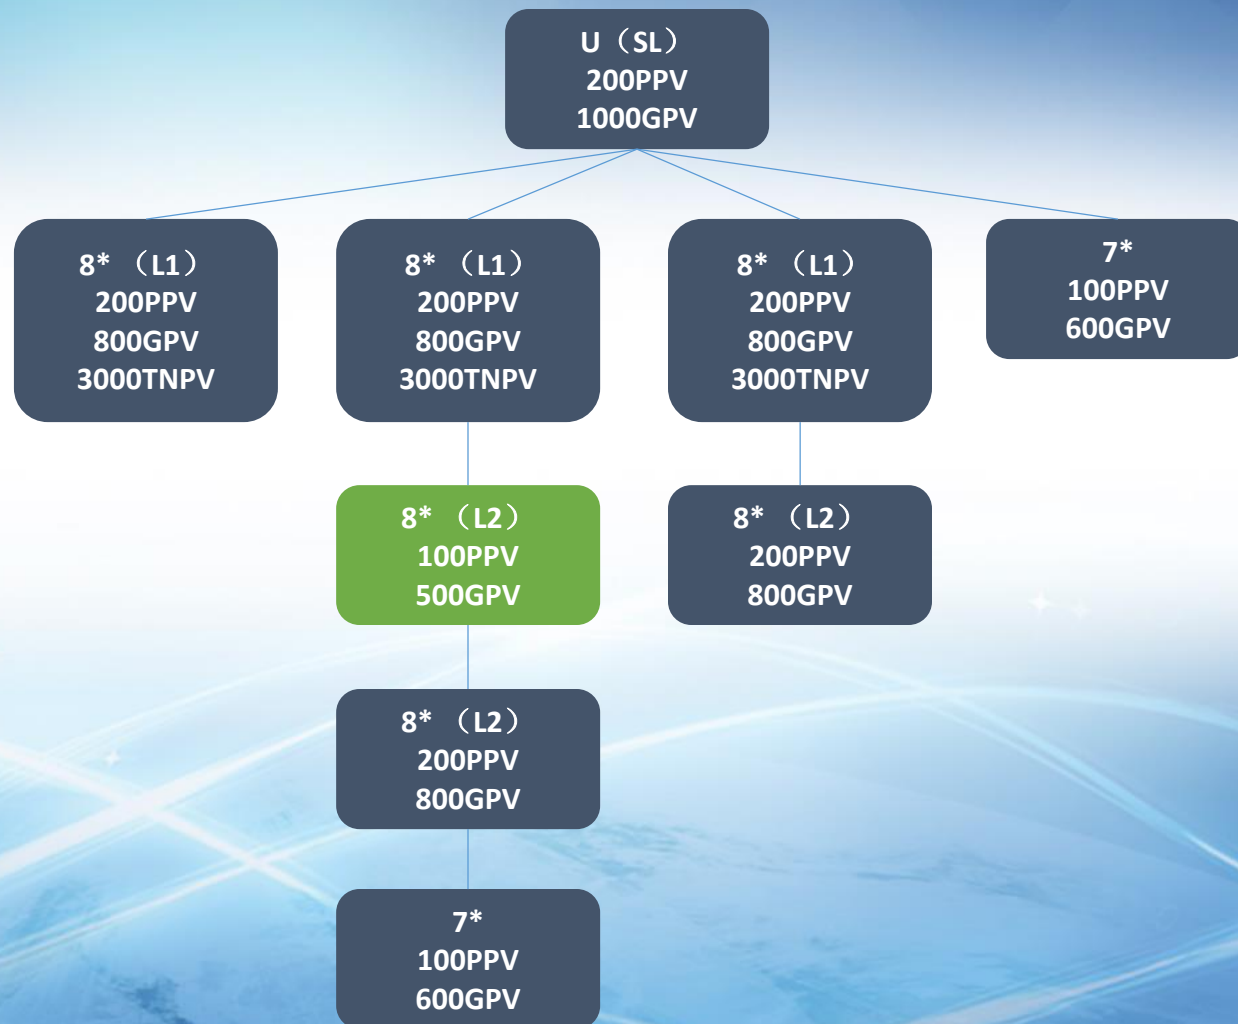 U（SL）
200PPV
1000GPV
8* （L1）
200PPV
800GPV
3000TNPV
8* （L1）
200PPV
800GPV
3000TNPV
8* （L1）
200PPV
800GPV
3000TNPV
7*
100PPV
600GPV
8* （L2）
100PPV
500GPV
8* （L2）
200PPV
800GPV
8* （L2）
200PPV
800GPV
7*
100PPV
600GPV